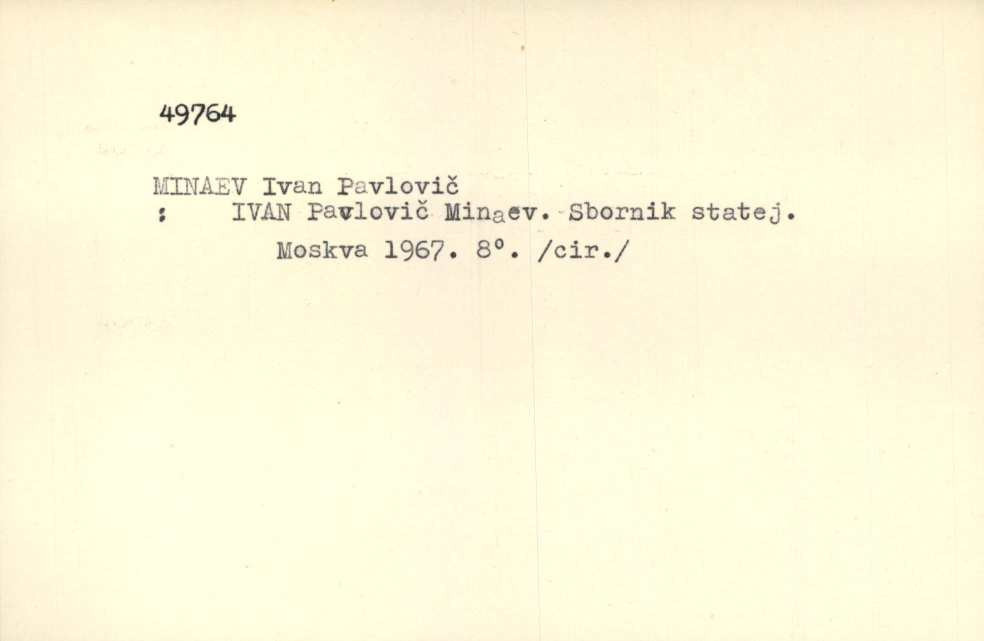 49764
MINAEV Ivan Pavlovič
: IVAN Pavlovič Minaev. Sbornik statej.
Moskva 1967. 8°. /cir./